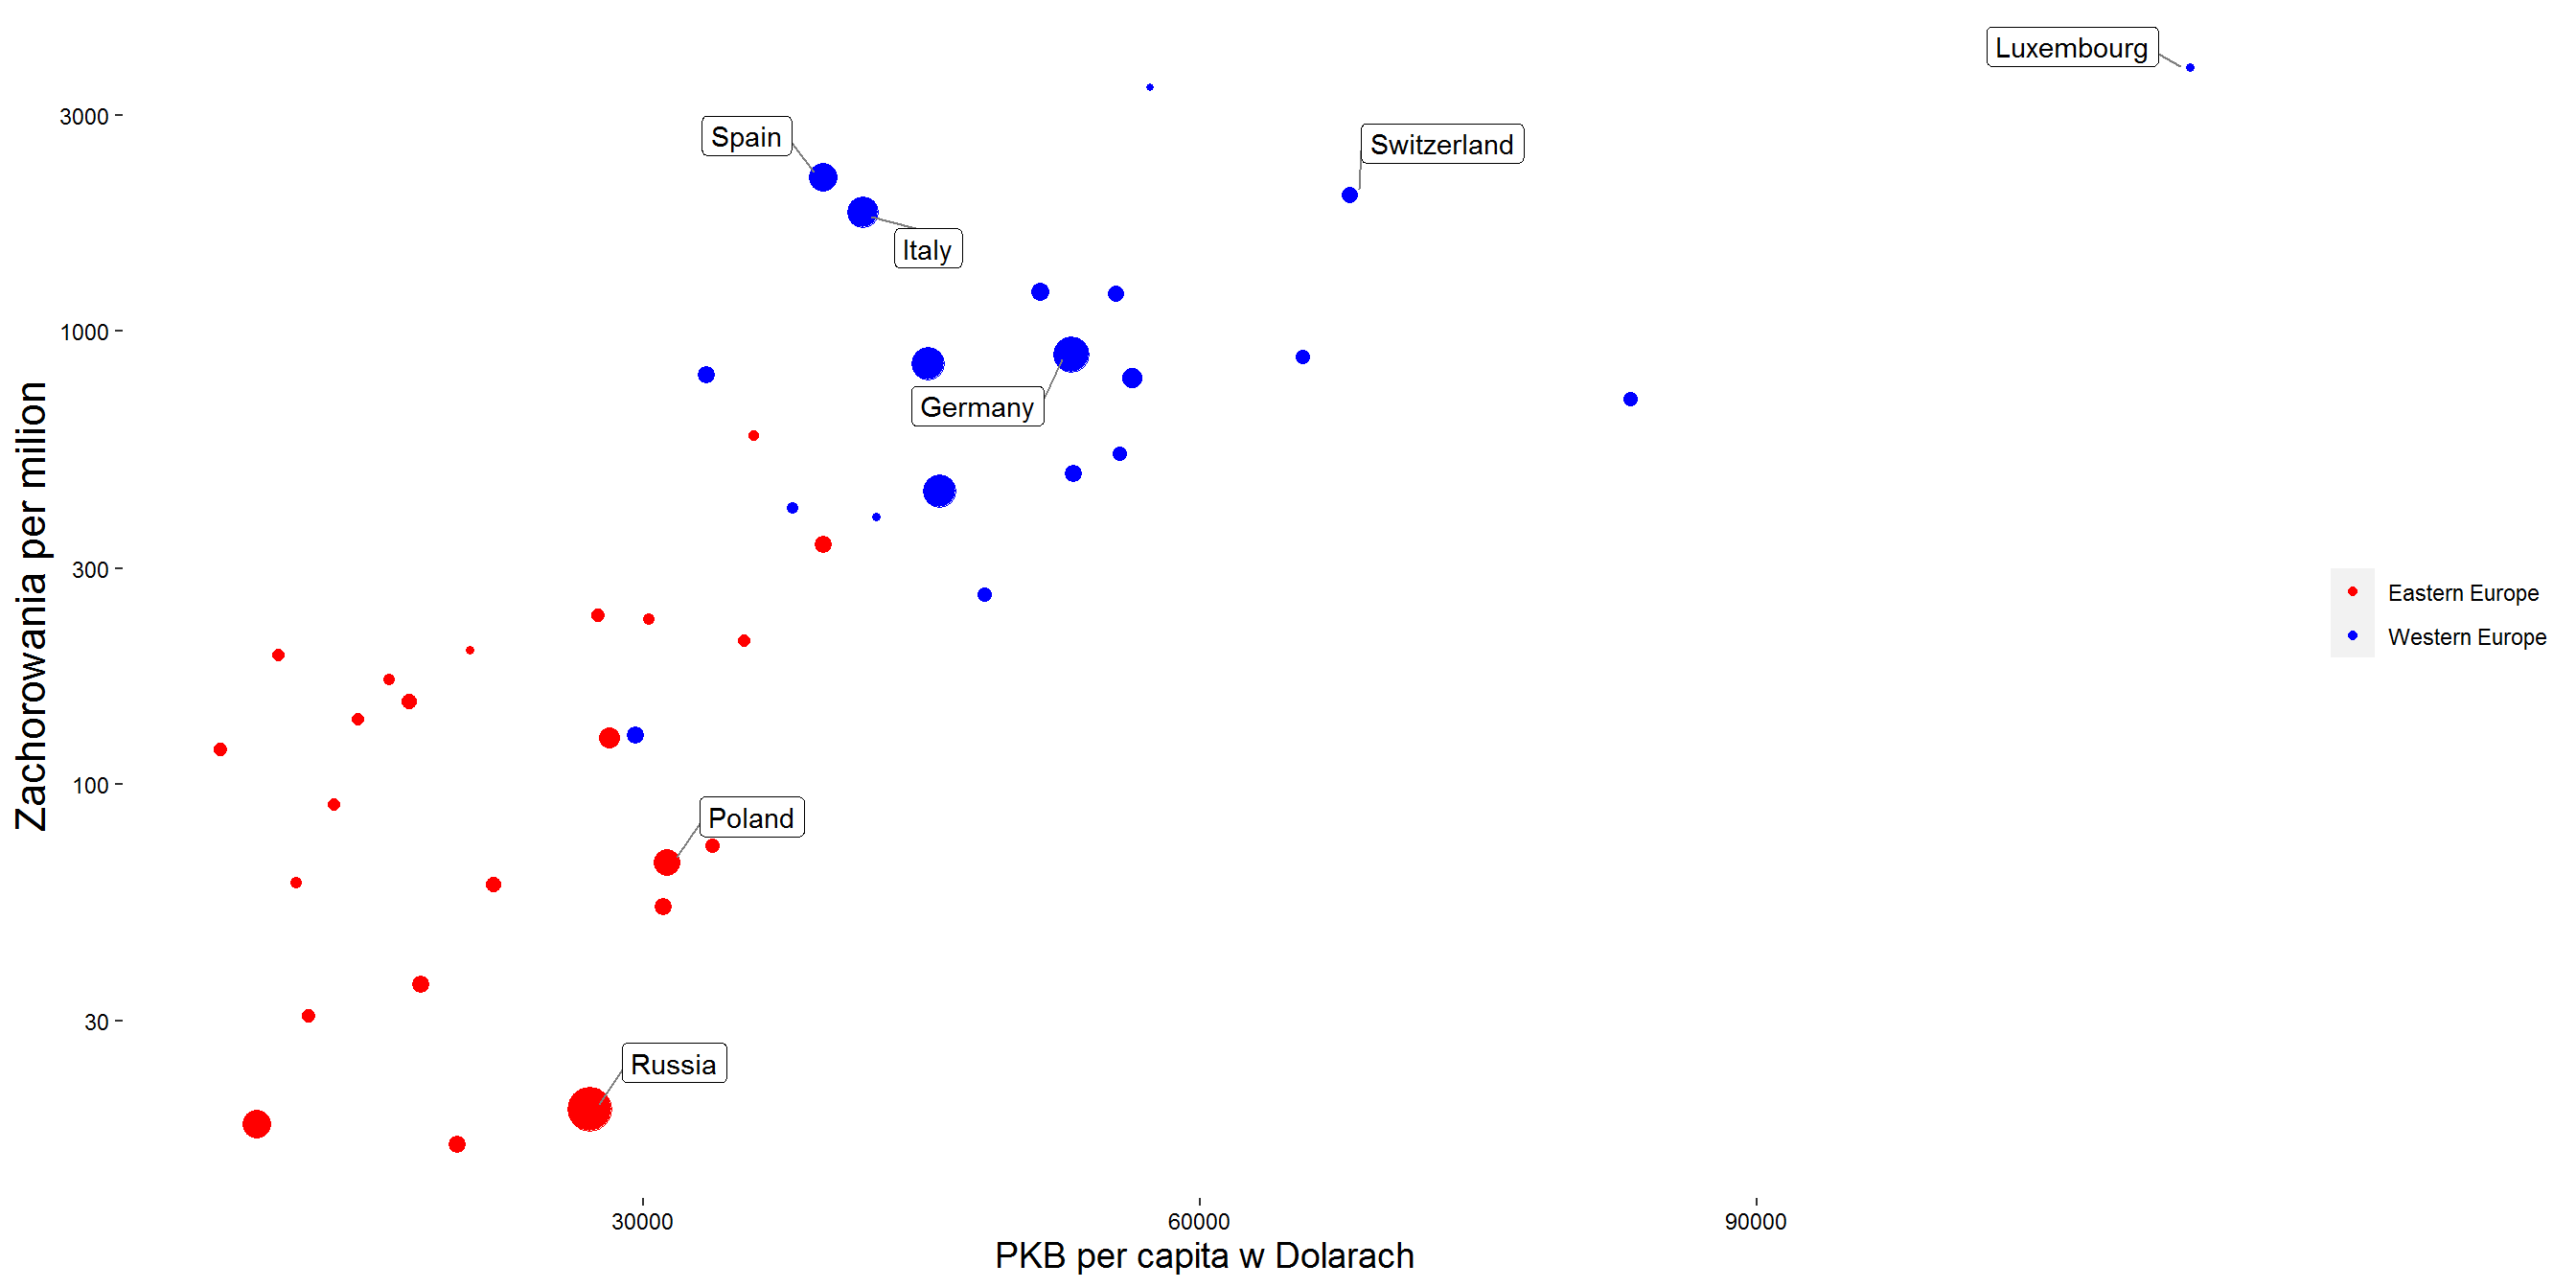 Luxembourg
3000
Spain
Switzerland
Italy
1000
Germany
Zachorowania per milion
300
Eastern Europe
Western Europe
100
Poland
30
Russia
30000
60000
90000
PKB per capita w Dolarach